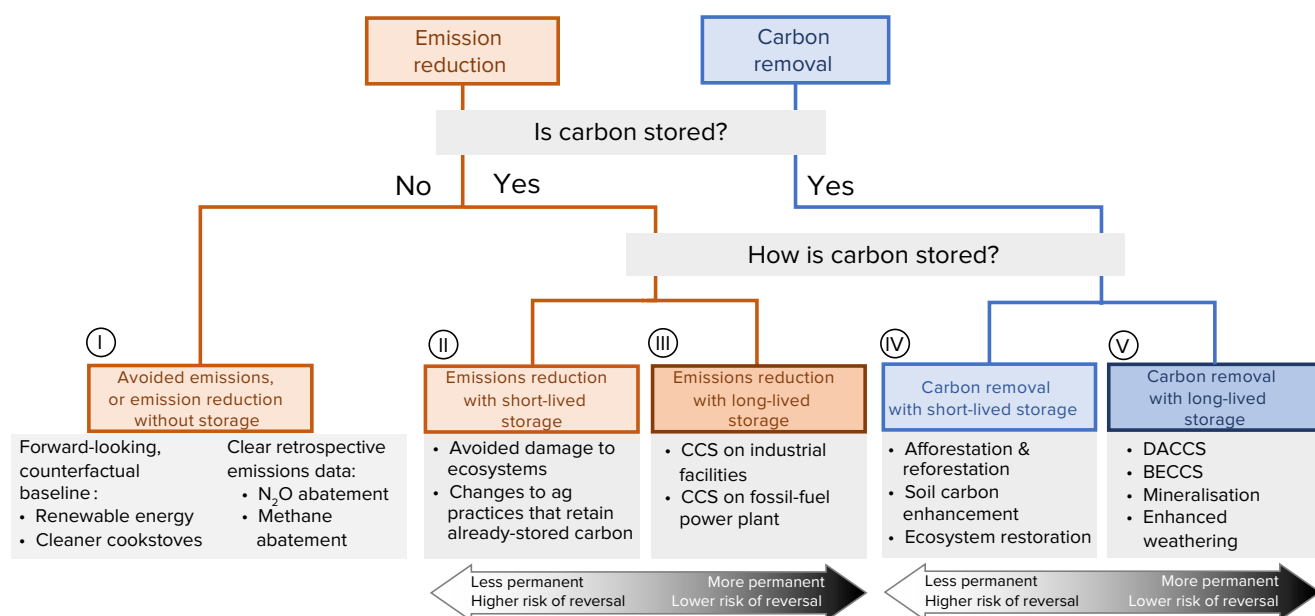 Emission
reduction
Carbon
removal
Is carbon stored?
No
Yes
Yes
How is carbon stored?
I
Avoided emissions,
or emission reduction
without storage
Forward-looking,
counterfactual
baseline:
• Renewable energy
• Cleaner cookstoves
Clear retrospective
emissions data:
• N₂O abatement
• Methane
abatement
II
Emissions reduction
with short-lived
storage
• Avoided damage to
ecosystems
• Changes to ag
practices that retain
already-stored carbon
III
Emissions reduction
with long-lived
storage
• CCS on industrial
facilities
• CCS on fossil-fuel
power plant
Less permanent
Higher risk of reversal
More permanent
Lower risk of reversal
IV
Carbon removal
with short-lived storage
• Afforestation &
reforestation
• Soil carbon
enhancement
• Ecosystem restoration
V
Carbon removal
with long-lived
storage
• DACCS
• BECCS
• Mineralisation
• Enhanced
weathering
Less permanent
Higher risk of reversal
More permanent
Lower risk of reversal